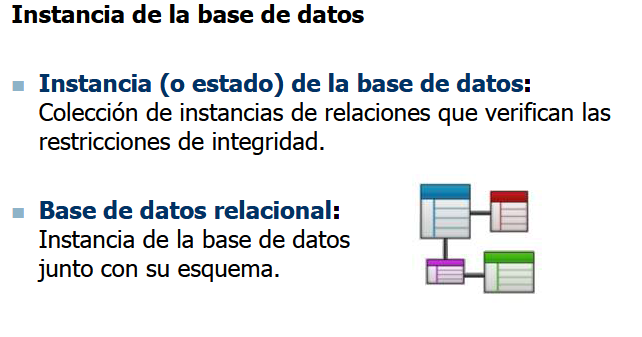 Instancia de la base de datos
Instancia (o estado) de la base de datos:
Colección de instancias de relaciones que verifican las
restricciones de integridad.
Base de datos relacional:
Instancia de la base de datos
junto con su esquema.